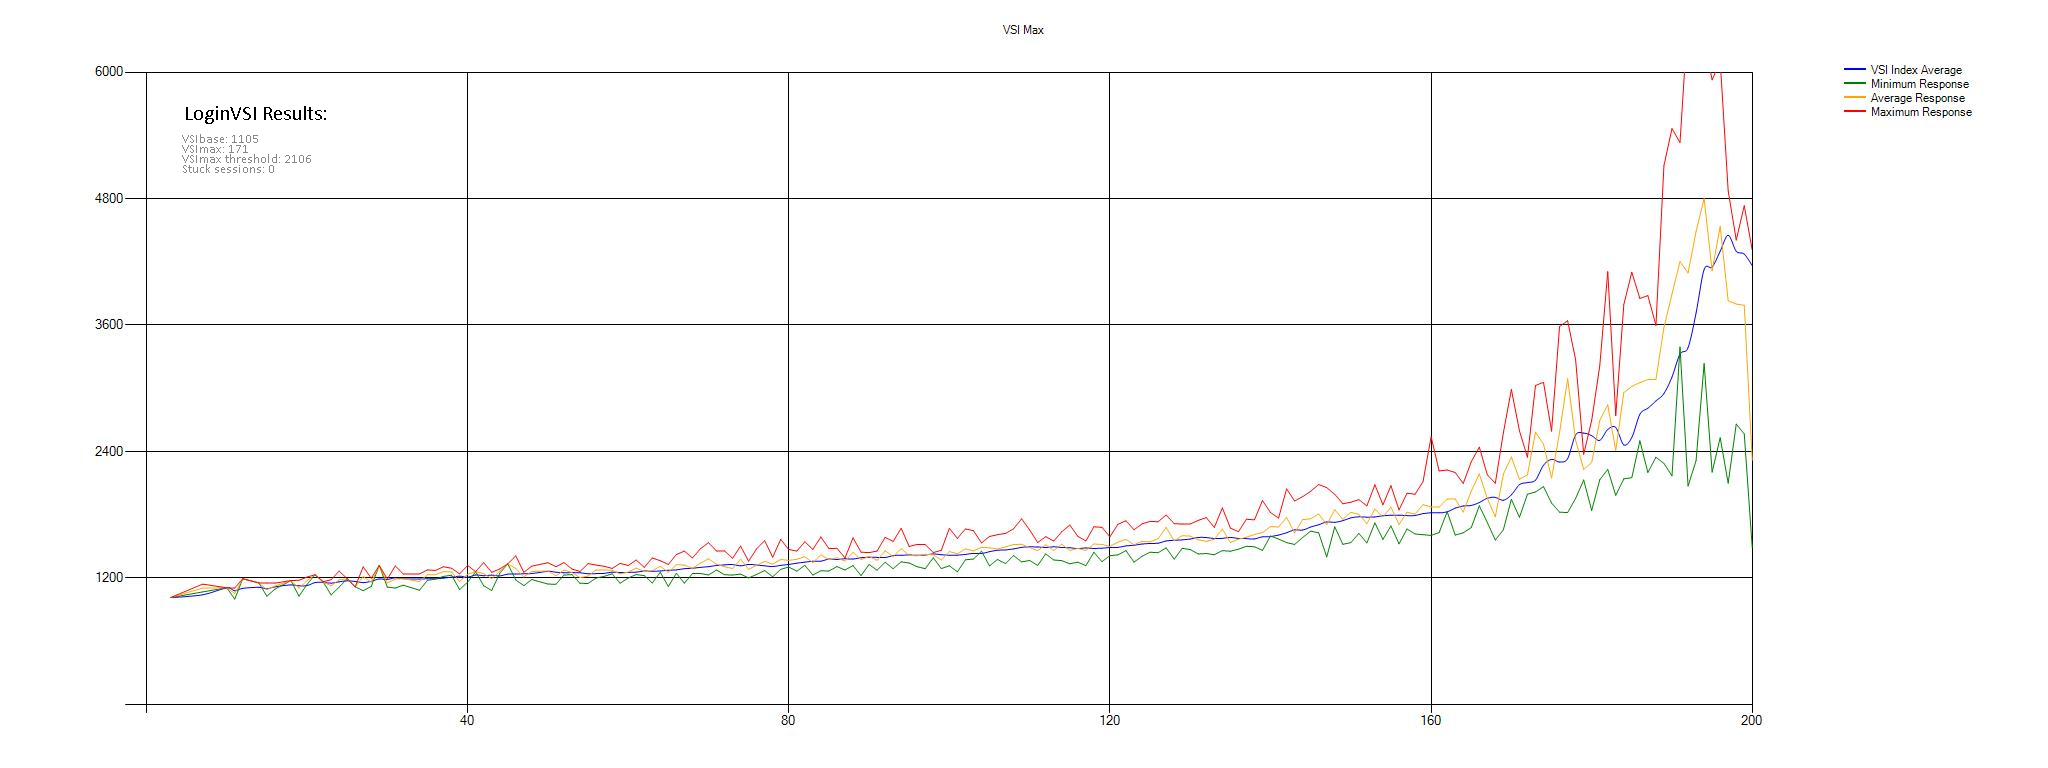 VSI Max
6000
4800
3600
2400
1200
LoginVSI Results:
VSIbase: 1105
VSImax: 171
VSImax threshold: 2106
Stuck sessions: 0
VSI Index Average
Minimum Response
Average Response
Maximum Response
40
80
120
160
200